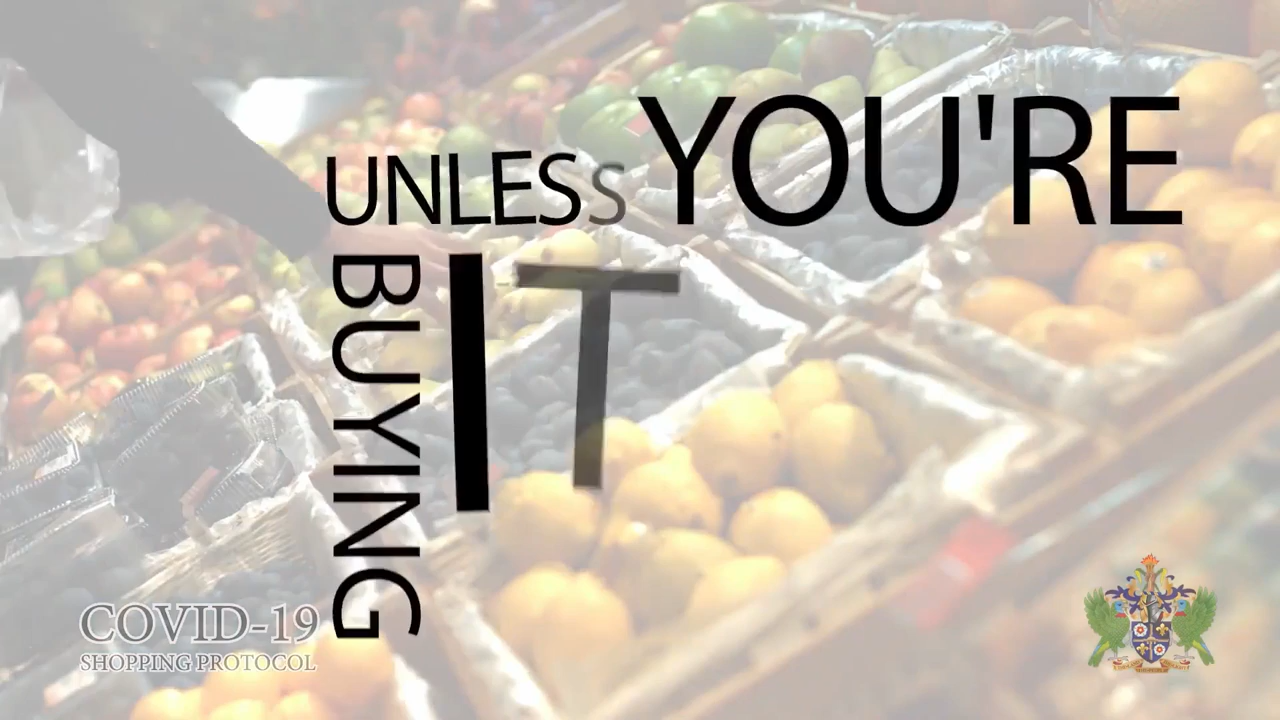 UNLESS YOU'RE
BUYING
IT
COVID-19
SHOPPING PROTOCOL